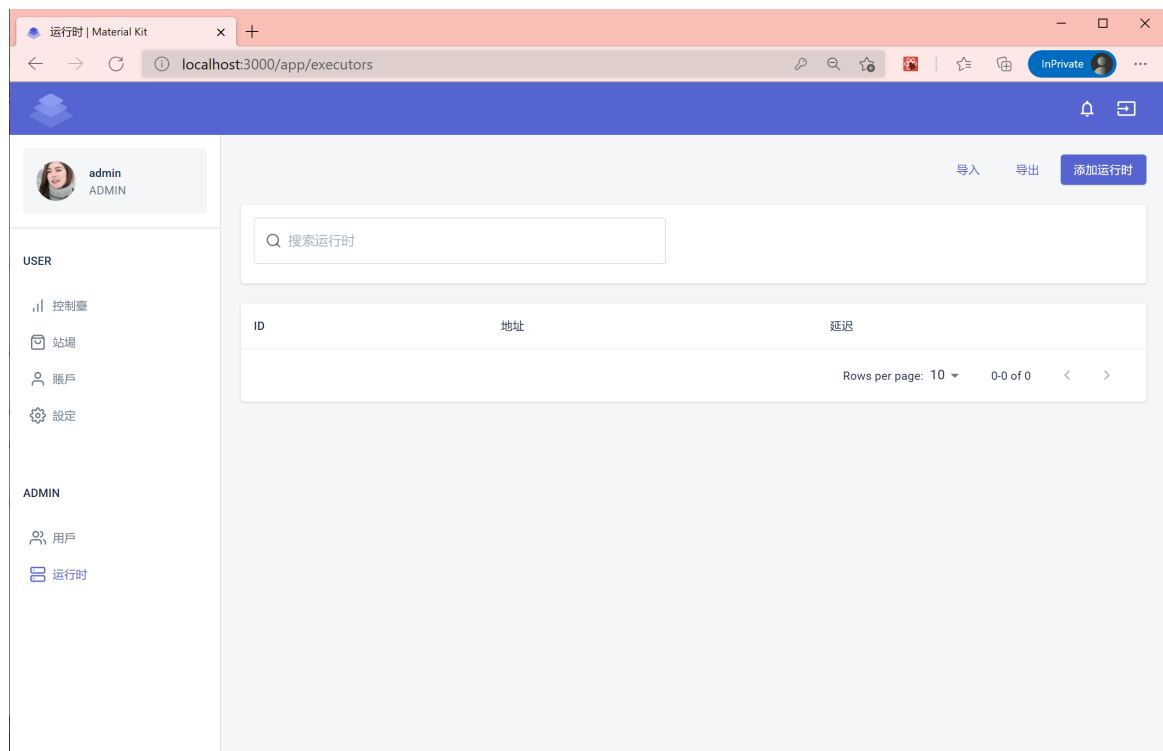 运行时 | Material Kit
localhost:3000/app/executors
InPrivate
admin
ADMIN
导入 导出 添加运行时
搜索运行时
USER
控制臺
站場
賬戶
設定
ID 地址 延迟
Rows per page: 10 0-0 of 0
ADMIN
用戶
运行时